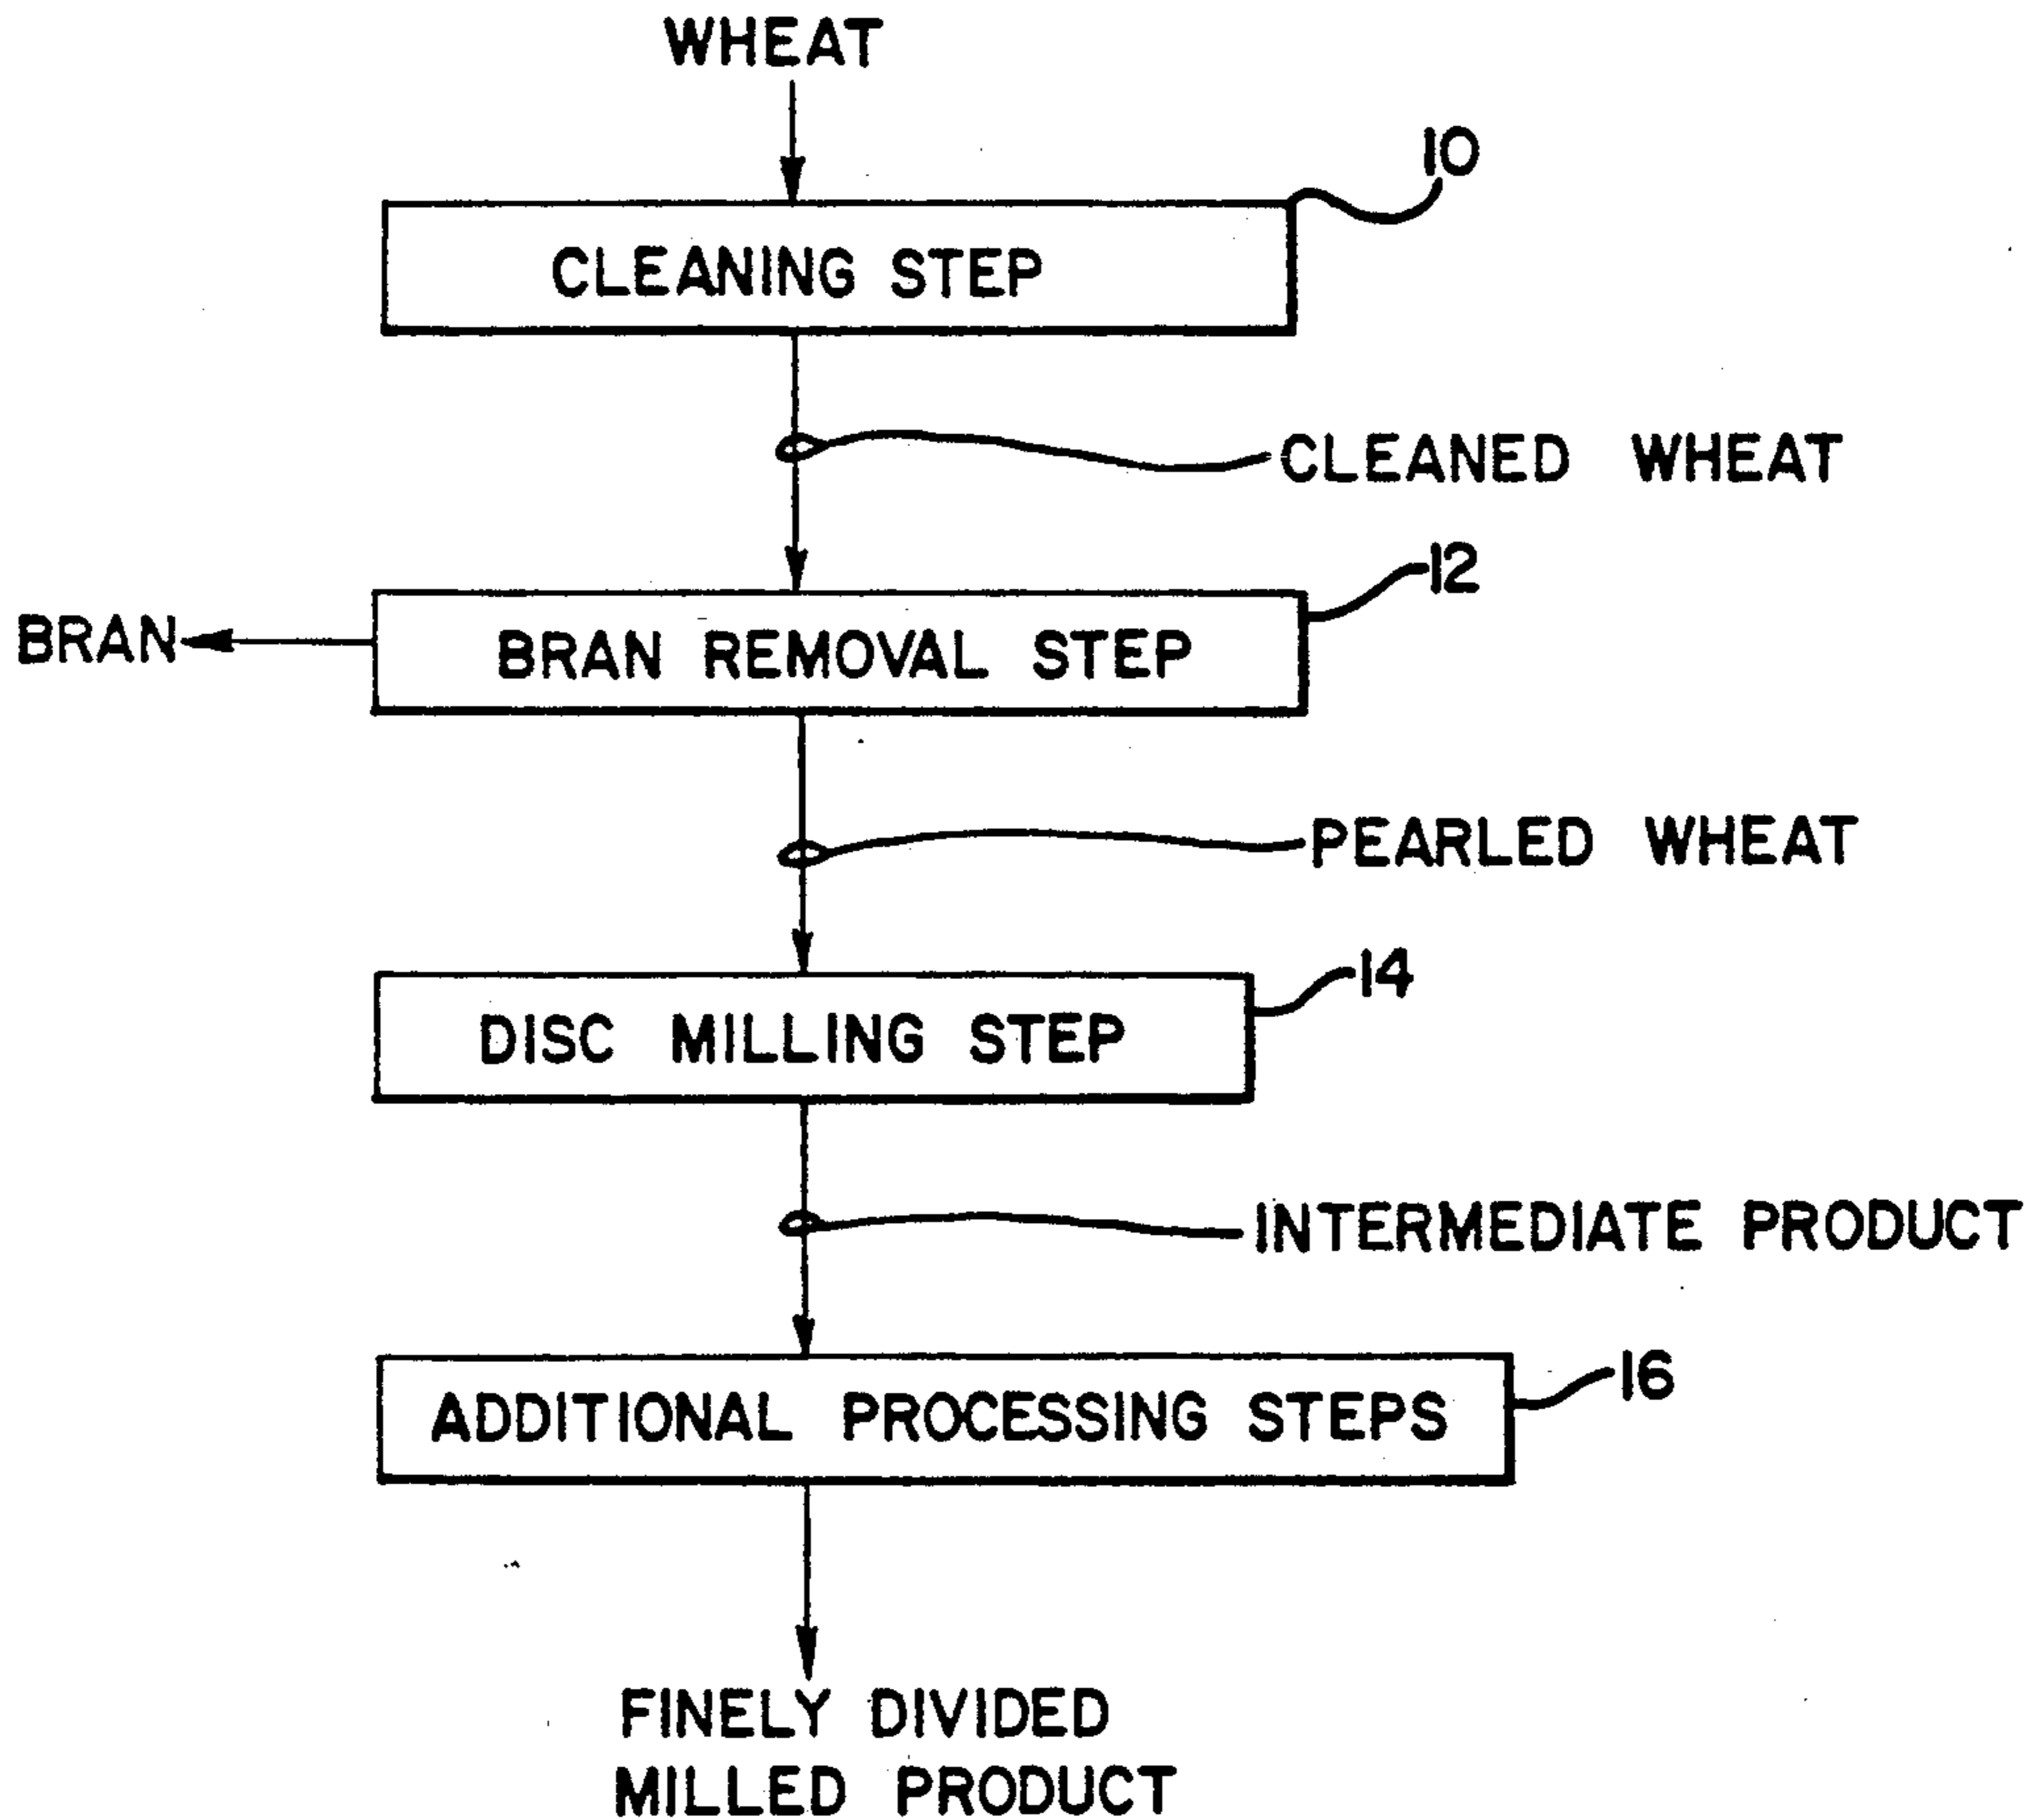 WHEAT
10
CLEANING STEP
CLEANED WHEAT
12
BRAN
BRAN REMOVAL STEP
PEARLED WHEAT
14
DISC MILLING STEP
INTERMEDIATE PRODUCT
16
ADDITIONAL PROCESSING STEPS
FINELY DIVIDED
MILLED PRODUCT